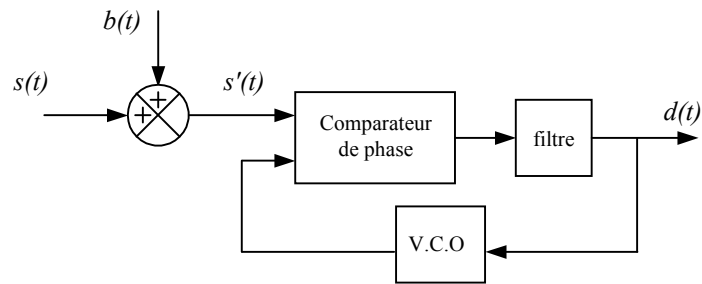 b(t)
s(t)
s'(t)
+
+
Comparateur
de phase
filtre
d(t)
V.C.O